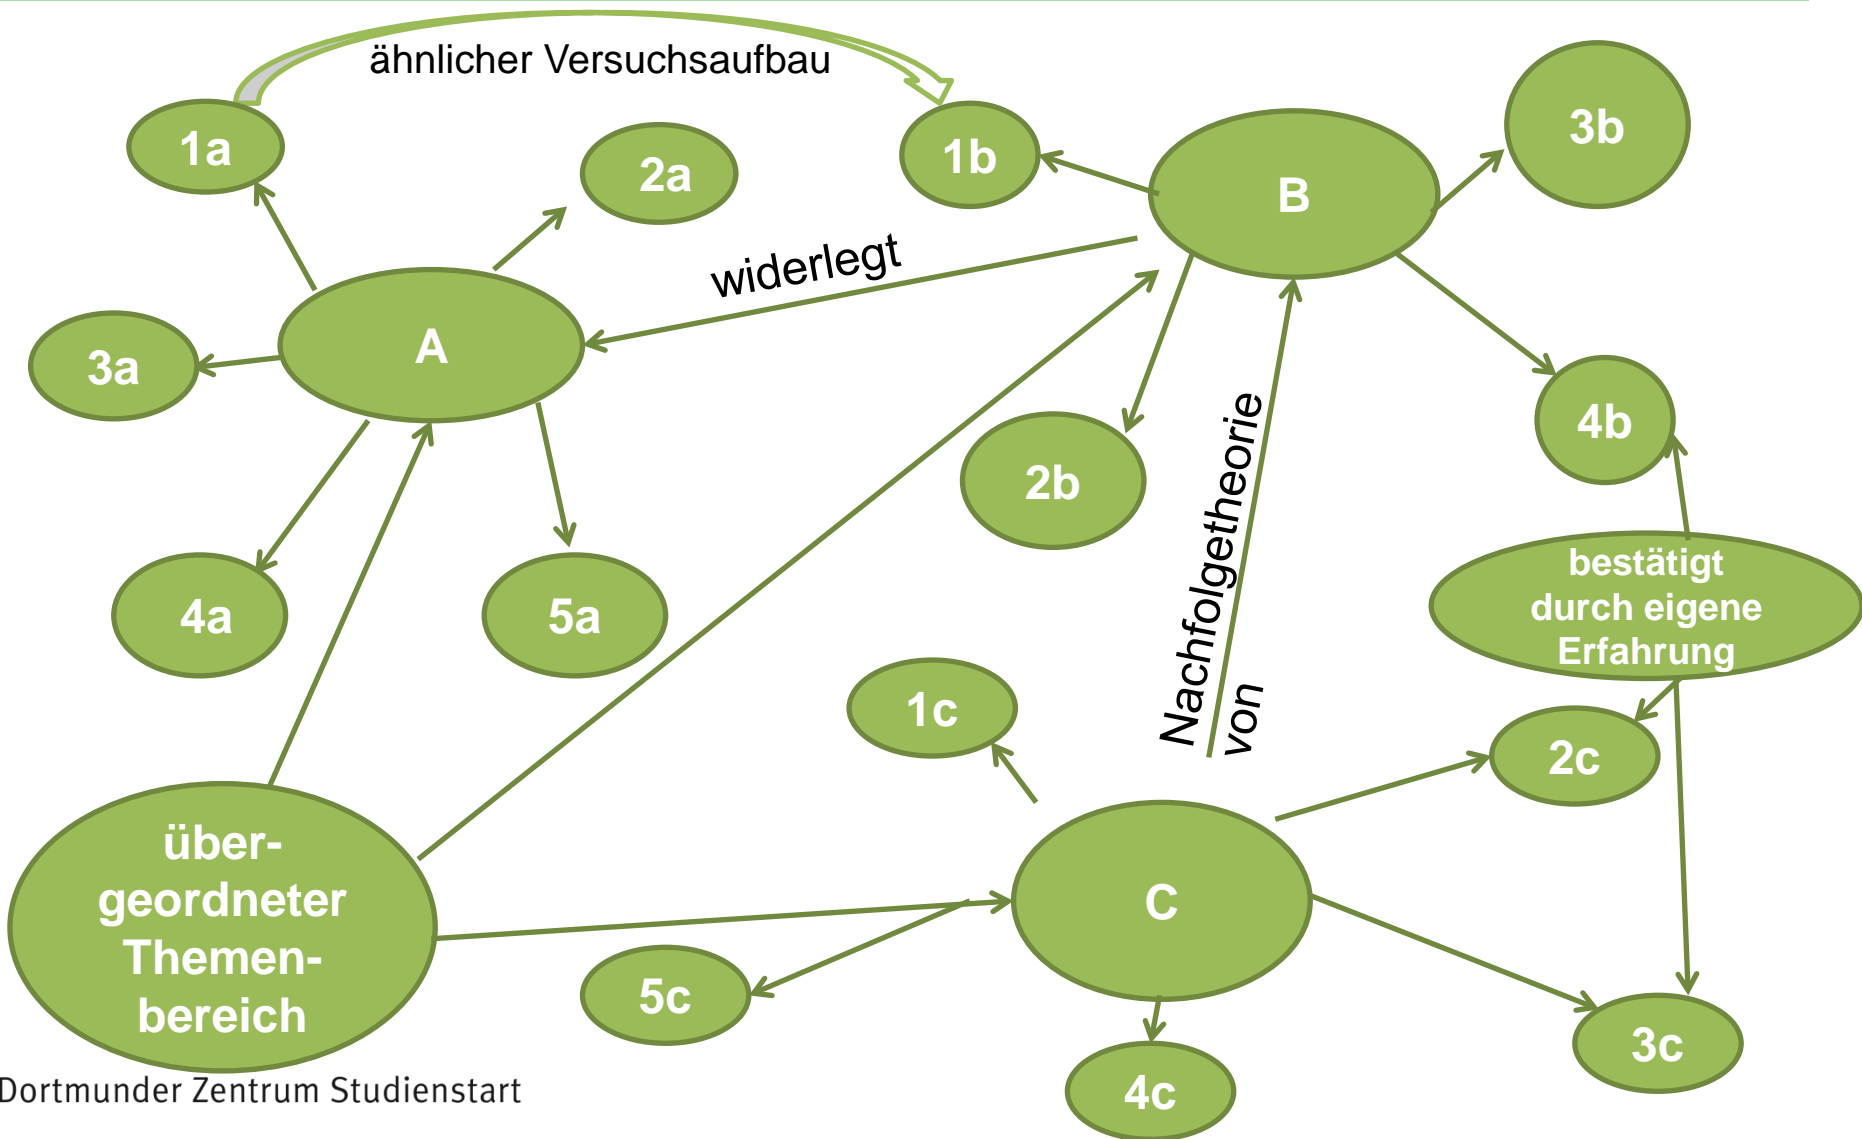 ähnlicher Versuchsaufbau
1a
2a
1b
B
3b
widerlegt
A
3a
4b
2b
Nachfolgetheorie
von
4a
5a
bestätigt
durch eigene
Erfahrung
1c
2c
über-
geordneter
Themen-
bereich
C
5c
3c
4c
Dortmunder Zentrum Studienstart